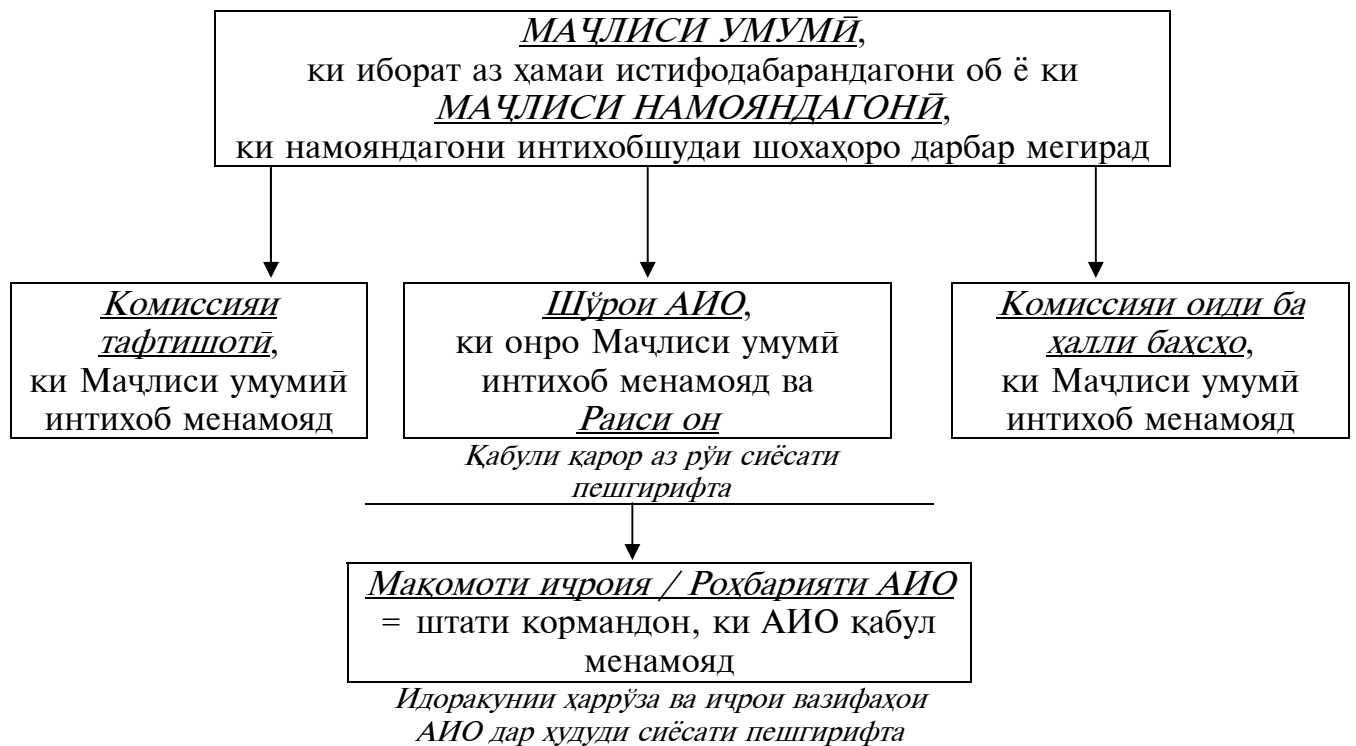 МАҶЛИСИ УМУМӢ,
ки иборат аз ҳамаи истифодабарандагони об ё ки
МАҶЛИСИ НАМОЯНДАГОНӢ,
ки намояндагони интихобшудаи шохаҳоро дарбар мегирад
Комиссияи
тафтишотӣ,
ки Маҷлиси умумиӣ
интихоб менамояд
Шӯрои АИО,
ки онро Маҷлиси умумӣ
интихоб менамояд ва
Раиси он
Қабули қарор аз рӯи сиёсати
пешгирифта
Комиссияи оиди ба
ҳалли баҳсҳо,
ки Маҷлиси умумӣ
интихоб менамояд
Мақомоти иҷроия / Роҳбарияти АИО
= штати кормандон, ки АИО қабул
менамояд
Идоракунии ҳаррӯза ва иҷрои вазифаҳои
АИО дар ҳудуди сиёсати пешгирифта